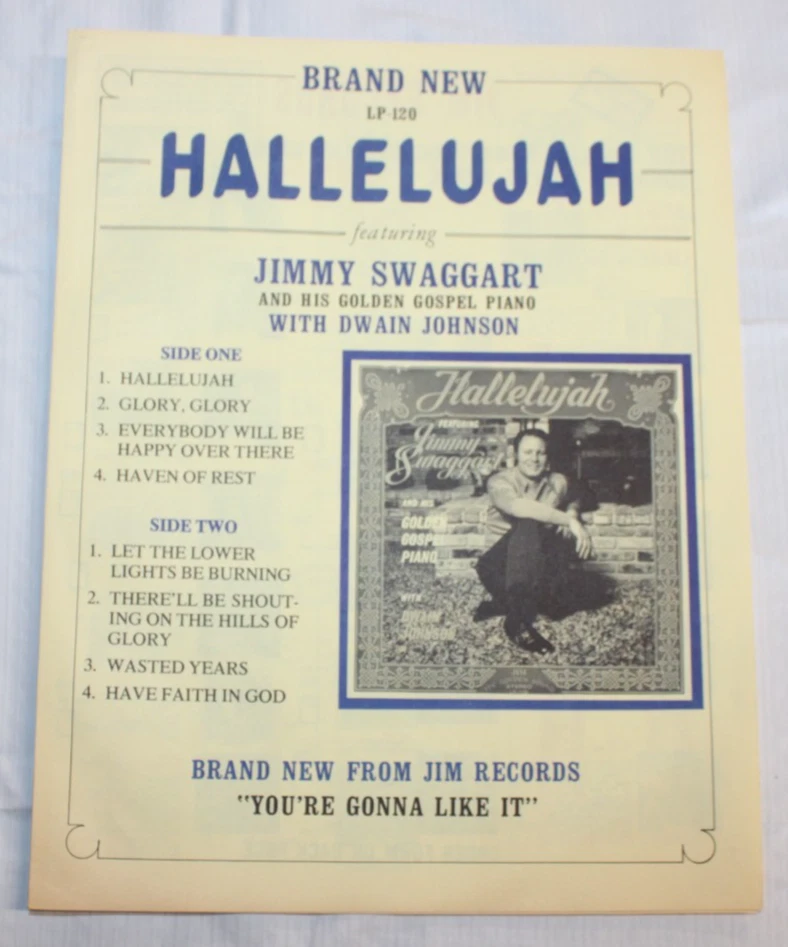 BRAND NEW
LP-120
HALLELUJAH
featuring
JIMMY SWAGGART
AND HIS GOLDEN GOSPEL PIANO
WITH DWAIN JOHNSON
SIDE ONE
1. HALLELUJAH
2. GLORY, GLORY
3. EVERYBODY WILL BE
HAPPY OVER THERE
4. HAVEN OF REST
SIDE TWO
1. LET THE LOWER
LIGHTS BE BURNING
2. THERE'LL BE SHOUT-
ING ON THE HILLS OF
GLORY
3. WASTED YEARS
4. HAVE FAITH IN GOD
Hallelujah
FEATURING
Jimmy
Swaggart
AND HIS
GOLDEN
GOSPEL
PIANO
WITH
DWAIN
JOHNSON
BRAND NEW FROM JIM RECORDS
"YOU'RE GONNA LIKE IT"